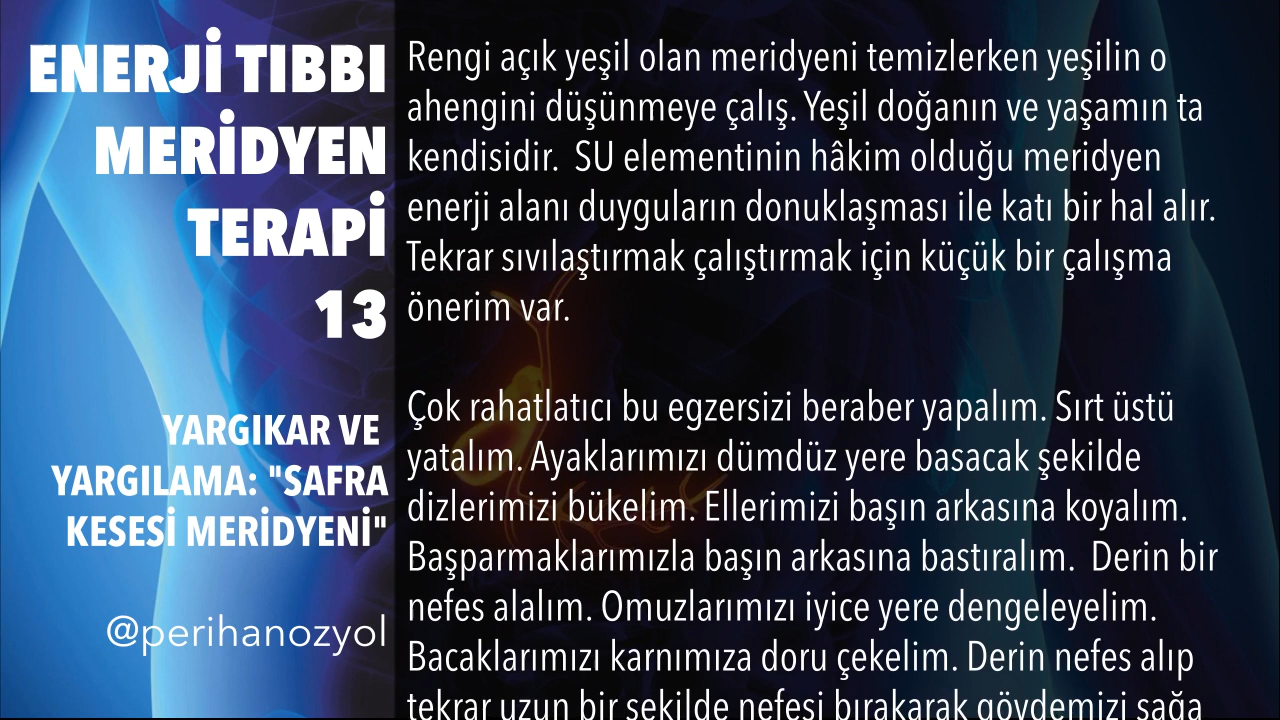 ENERJİ TIBBI
MERİDYEN
TERAPİ
13
YARGIKAR VE
YARGILAMA: "SAFRA
KESESİ MERİDYENİ"
@perihanozyol
Rengi açık yeşil olan meridyeni temizlerken yeşilin o
ahengini düşünmeye çalış. Yeşil doğanın ve yaşamın ta
kendisidir.  SU elementinin hâkim olduğu meridyen
enerji alanı duyguların donuklaşması ile katı bir hal alır.
Tekrar sıvılaştırmak çalıştırmak için küçük bir çalışma
önerim var.
Çok rahatlatıcı bu egzersizi beraber yapalım. Sırt üstü
yatalım. Ayaklarımızı dümdüz yere basacak şekilde
dizlerimizi bükelim. Ellerimizi başın arkasına koyalım.
Başparmaklarımızla başın arkasına bastıralım.  Derin bir
nefes alalım. Omuzlarımızı iyice yere dengeleyelim.
Bacaklarımızı karnımıza doru çekelim. Derin nefes alıp
tekrar uzun bir şekilde nefesi bırakarak gövdemizi sağa